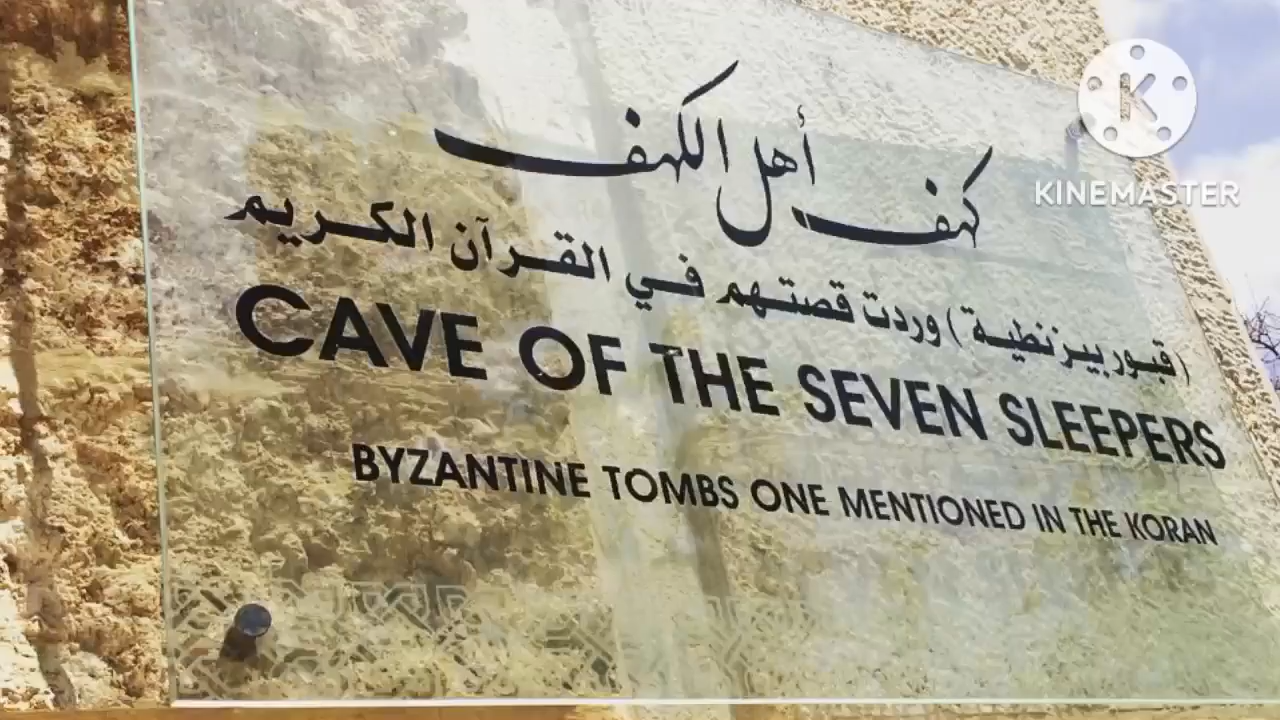 كهف أهل الكهف
(قبور بيزنطية) وردت قصتهم في القرآن الكريم
CAVE OF THE SEVEN SLEEPERS
BYZANTINE TOMBS ONE MENTIONED IN THE KORAN
K
KINEMASTER